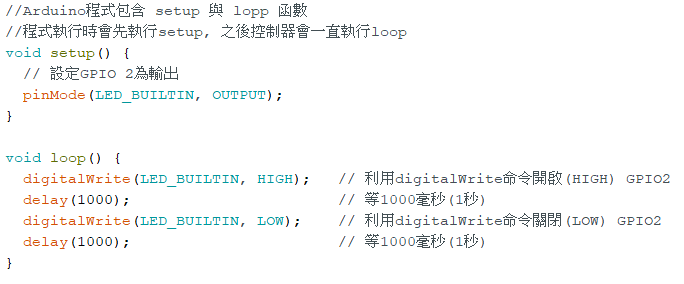 //Arduino程式包含 setup 與 lopp 函數
//程式執行時會先執行setup, 之後控制器會一直執行loop
void setup() {
  // 設定GPIO 2為輸出
  pinMode(LED_BUILTIN, OUTPUT);
}

void loop() {
  digitalWrite(LED_BUILTIN, HIGH);   // 利用digitalWrite命令開啟(HIGH) GPIO2
  delay(1000);                       // 等1000毫秒(1秒)
  digitalWrite(LED_BUILTIN, LOW);    // 利用digitalWrite命令關閉(LOW) GPIO2
  delay(1000);                       // 等1000毫秒(1秒)
}